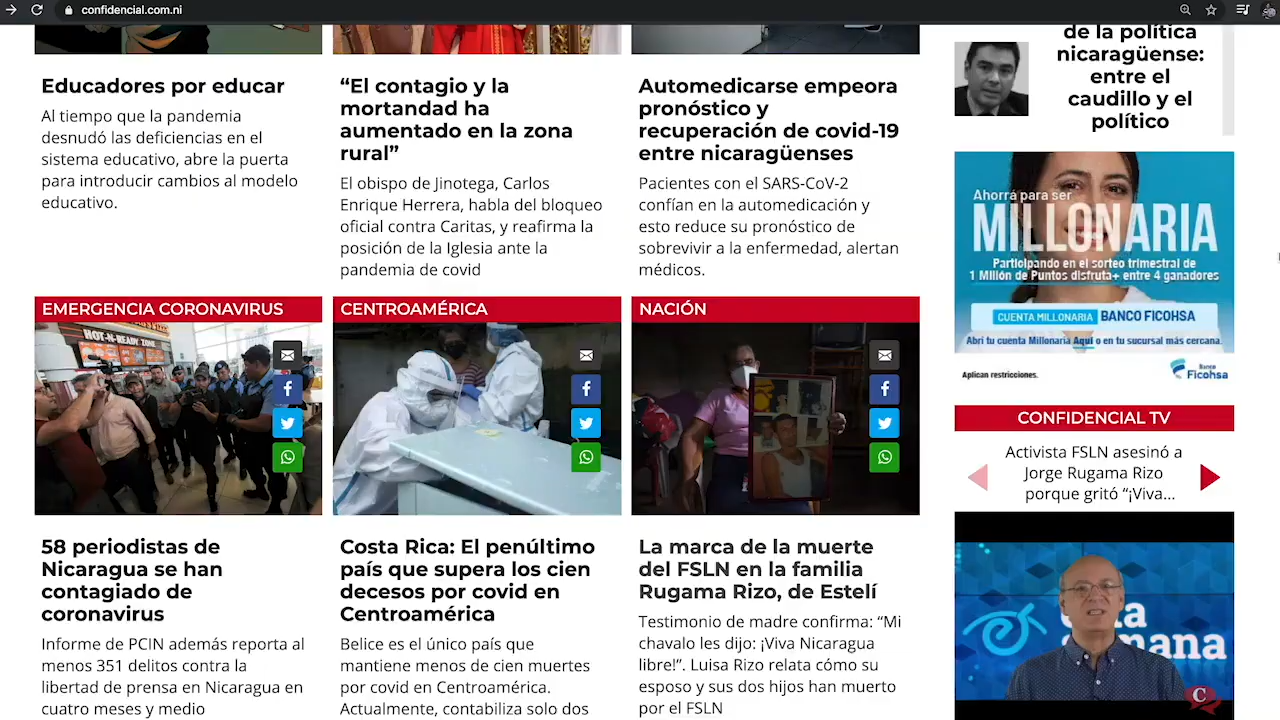 confidencial.com.ni
Educadores por educar
Al tiempo que la pandemia
desnudó las deficiencias en el
sistema educativo, abre la puerta
para introducir cambios al modelo
educativo.
“El contagio y la
mortandad ha
aumentado en la zona
rural”
El obispo de Jinotega, Carlos
Enrique Herrera, habla del bloqueo
oficial contra Caritas, y reafirma la
posición de la Iglesia ante la
pandemia de covid
Automedicarse empeora
pronóstico y
recuperación de covid-19
entre nicaragüenses
Pacientes con el SARS-CoV-2
confían en la automedicación y
esto reduce su pronóstico de
sobrevivir a la enfermedad, alertan
médicos.
de la política
nicaragüense:
entre el
caudillo y el
político
Ahorrá para ser
MILLONARIA
Participando en el sorteo trimestral de
1 Millón de Puntos disfruta+ entre 4 ganadores
CUENTA MILLONARIA BANCO FICOHSA
Abrí tu cuenta Millonaria Aquí o en tu sucursal más cercana.
Aplican restricciones.
Banco
Ficohsa
EMERGENCIA CORONAVIRUS
HOT-N-READY
ZONE
58 periodistas de
Nicaragua se han
contagiado de
coronavirus
Informe de PCIN además reporta al
menos 351 delitos contra la
libertad de prensa en Nicaragua en
cuatro meses y medio
CENTROAMÉRICA
Costa Rica: El penúltimo
país que supera los cien
decesos por covid en
Centroamérica
Belice es el único país que
mantiene menos de cien muertes
por covid en Centroamérica.
Actualmente, contabiliza solo dos
NACIÓN
La marca de la muerte
del FSLN en la familia
Rugama Rizo, de Estelí
Testimonio de madre confirma: “Mi
chavalo les dijo: ¡Viva Nicaragua
libre!”. Luisa Rizo relata cómo su
esposo y sus dos hijos han muerto
por el FSLN
CONFIDENCIAL TV
Activista FSLN asesinó a
Jorge Rugama Rizo
porque gritó “¡Viva...
mana
C